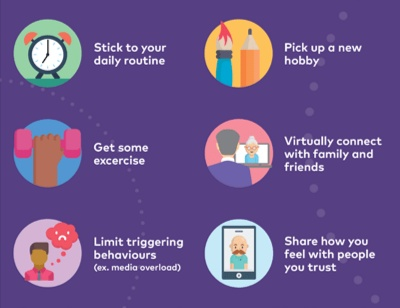 Stick to your
daily routine
Pick up a new
hobby
Get some
excercise
Virtually connect
with family and
friends
Limit triggering
behaviours
(ex. media overload)
Share how you
feel with people
you trust